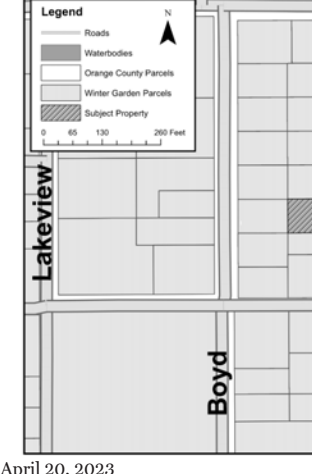 Legend
N
Roads
Waterbodies
Orange County Parcels
Winter Garden Parcels
Subject Property
0 65 130 260 Feet
Lakeview
Boyd
April 20, 2023